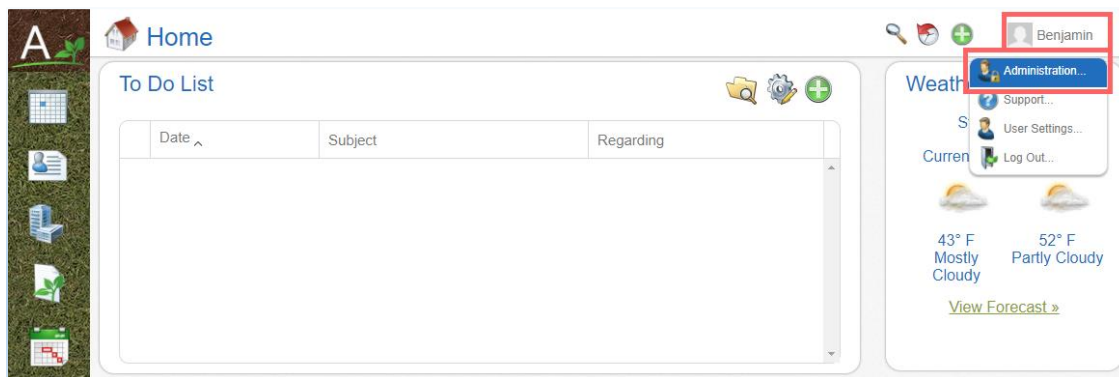 A
Home
Benjamin
To Do List
Date
Subject
Regarding
Administration...
Support...
User Settings...
Log Out...
43° F
Mostly
Cloudy
52° F
Partly Cloudy
View Forecast »